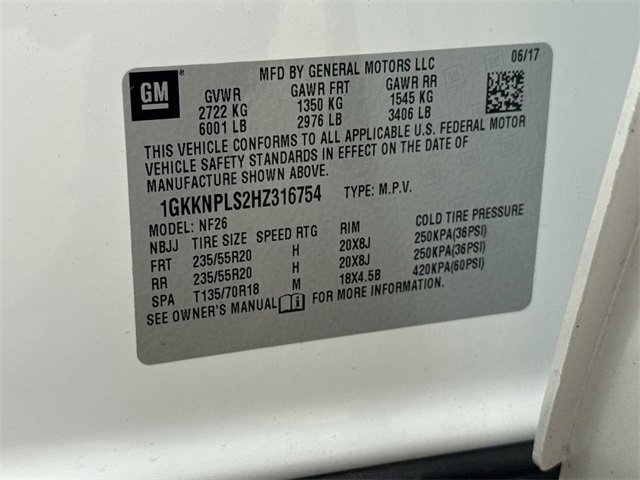 GM
®
MFD BY GENERAL MOTORS LLC 06/17
GVWR GAWR FRT GAWR RR
2722 KG 1350 KG 1545 KG
6001 LB 2976 LB 3406 LB
THIS VEHICLE CONFORMS TO ALL APPLICABLE U.S. FEDERAL MOTOR
VEHICLE SAFETY STANDARDS IN EFFECT ON THE DATE OF
MANUFACTURE SHOWN ABOVE.
1GKKNPLS2HZ316754 TYPE: M.P.V.
MODEL: NF26
NBJJ TIRE SIZE SPEED RTG RIM COLD TIRE PRESSURE
FRT 235/55R20 H 20X8J 250KPA(36PSI)
RR 235/55R20 H 20X8J 250KPA(36PSI)
SPA T135/70R18 M 18X4.5B 420KPA(60PSI)
SEE OWNER'S MANUAL FOR MORE INFORMATION.